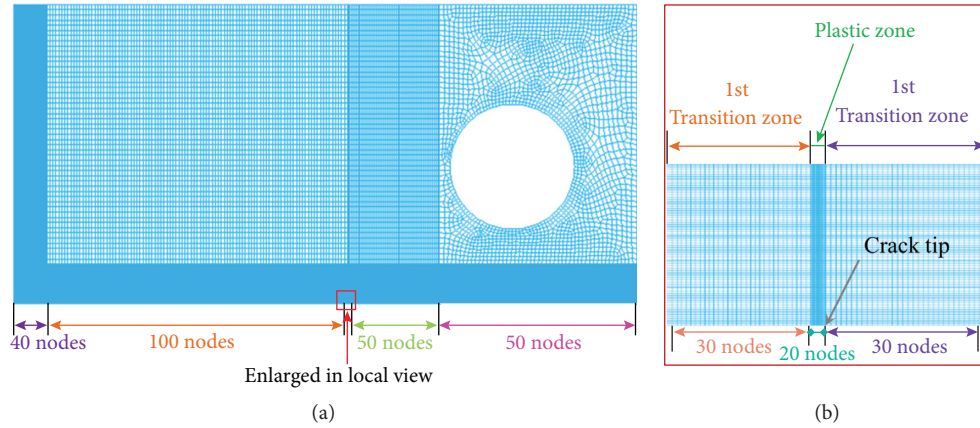 40 nodes
100 nodes
50 nodes
50 nodes
Enlarged in local view
(a)
Plastic zone
1st
Transition zone
1st
Transition zone
Crack tip
30 nodes
20 nodes
30 nodes
(b)